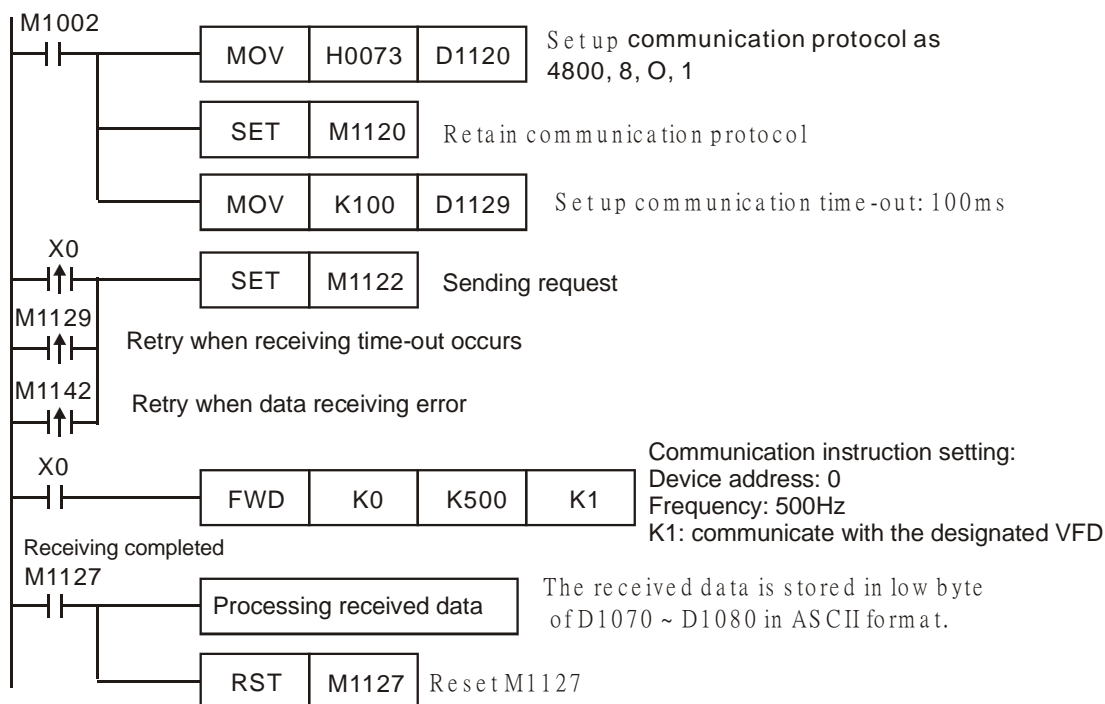 M1002
MOV H0073 D1120 Setup communication protocol as
4800, 8, O, 1
SET M1120 Retain communication protocol
MOV K100 D1129 Setup communication time-out: 100ms
X0
SET M1122 Sending request
M1129
Retry when receiving time-out occurs
M1142
Retry when data receiving error
X0
FWD K0 K500 K1
Communication instruction setting:
Device address: 0
Frequency: 500Hz
K1: communicate with the designated VFD
Receiving completed
M1127
Processing received data
The received data is stored in low byte
of D1070 ~ D1080 in ASCII format.
RST M1127 Reset M1127